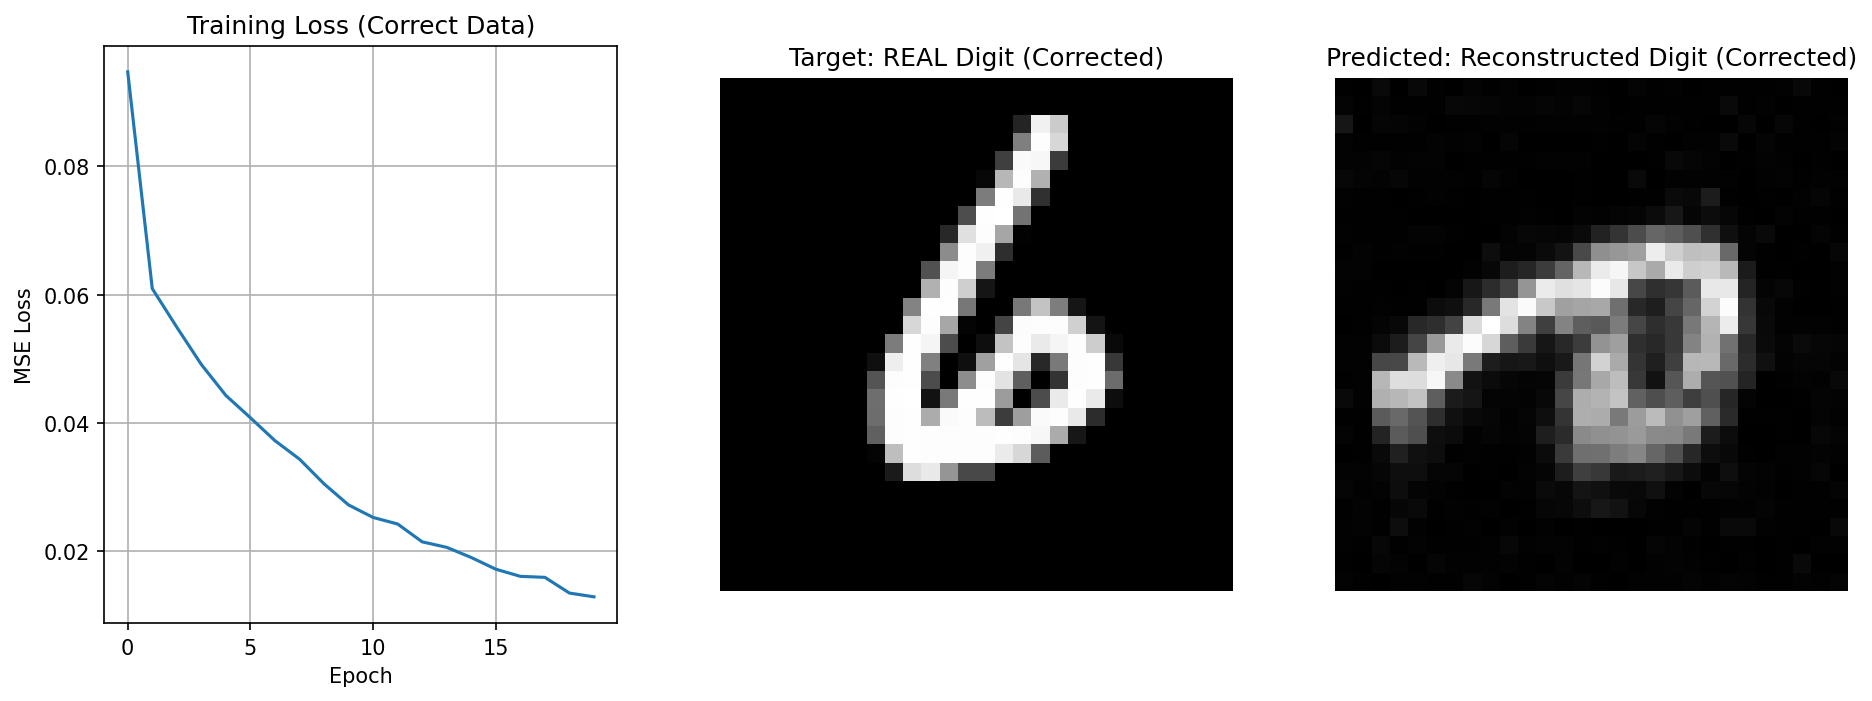 Training Loss (Correct Data)
MSE Loss
0.08
0.06
0.04
0.02
0 5 10 15
Epoch
Target: REAL Digit (Corrected)
6
Predicted: Reconstructed Digit (Corrected)